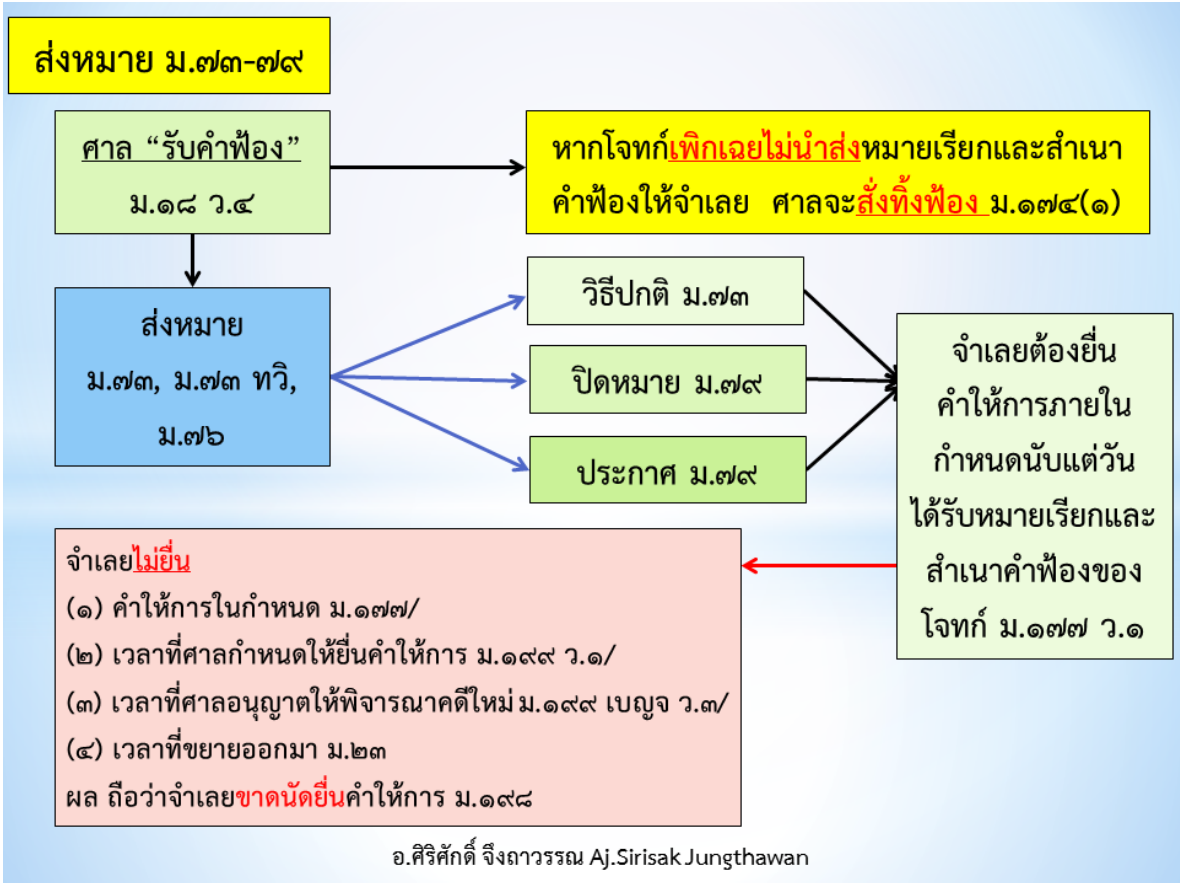 ส่งหมาย ม.๗๓-๗๙
ศาล “รับคำฟ้อง”
ม.๑๘ ว.๔
หากโจทก์เพิกเฉยไม่นำส่งหมายเรียกและสำเนา
คำฟ้องให้จำเลย ศาลจะสั่งทิ้งฟ้อง ม.๑๗๔(๑)
ส่งหมาย
ม.๗๓, ม.๗๓ ทวิ,
ม.๗๖
วิธีปกติ ม.๗๓
ปิดหมาย ม.๗๙
ประกาศ ม.๗๙
จำเลยต้องยื่น
คำให้การภายใน
กำหนดนับแต่วัน
ได้รับหมายเรียกและ
สำเนาคำฟ้องของ
โจทก์ ม.๑๗๗ ว.๑
จำเลยไม่ยื่น
(๑) คำให้การในกำหนด ม.๑๗๗/
(๒) เวลาที่ศาลกำหนดให้ยื่นคำให้การ ม.๑๙๙ ว.๑/
(๓) เวลาที่ศาลอนุญาตให้พิจารณาคดีใหม่ ม.๑๙๙ เบญจ ว.๓/
(๔) เวลาที่ขยายออกมา ม.๒๓
ผล ถือว่าจำเลยขาดนัดยื่นคำให้การ ม.๑๙๘
อ.ศิริศักดิ์ จึงถาวรรณ Aj.Sirisak Jungthawan